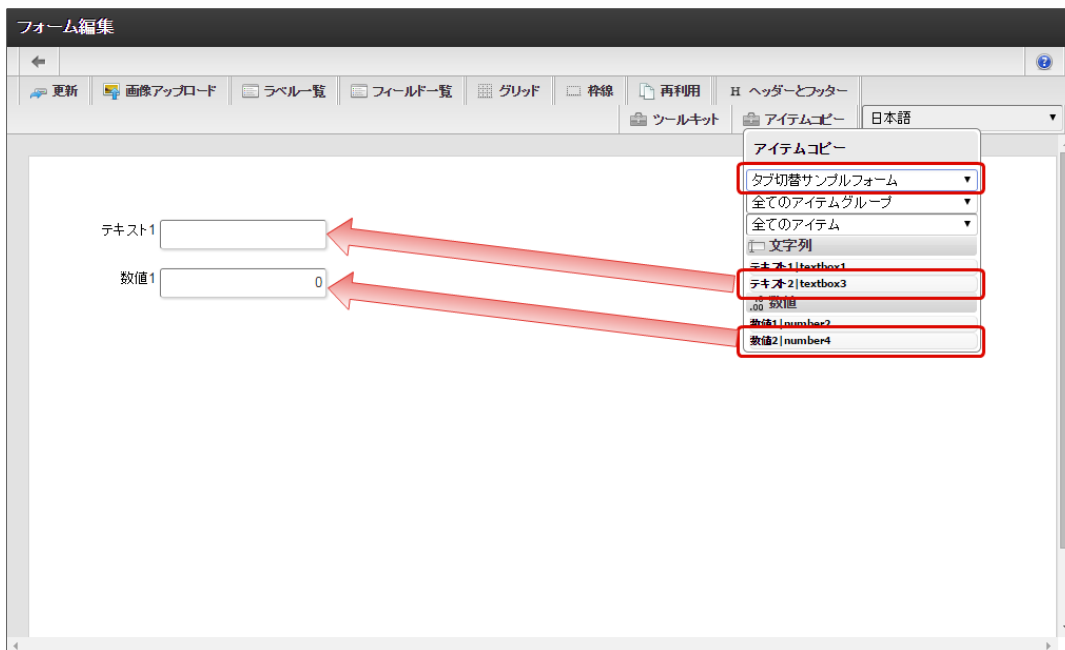 フォーム編集
更新 画像アップロード ラベル一覧 フィールド一覧 グリッド 枠線 再利用 H ヘッダーとフッター
ツールキット アイテムコピー 日本語
アイテムコピー
タブ切替サンプルフォーム
全てのアイテムグループ
全てのアイテム
文字列
テキスト1|textbox1
テキスト2|textbox3
.00 数値
数値1|number2
数値2|number4
テキスト1
数値1 0